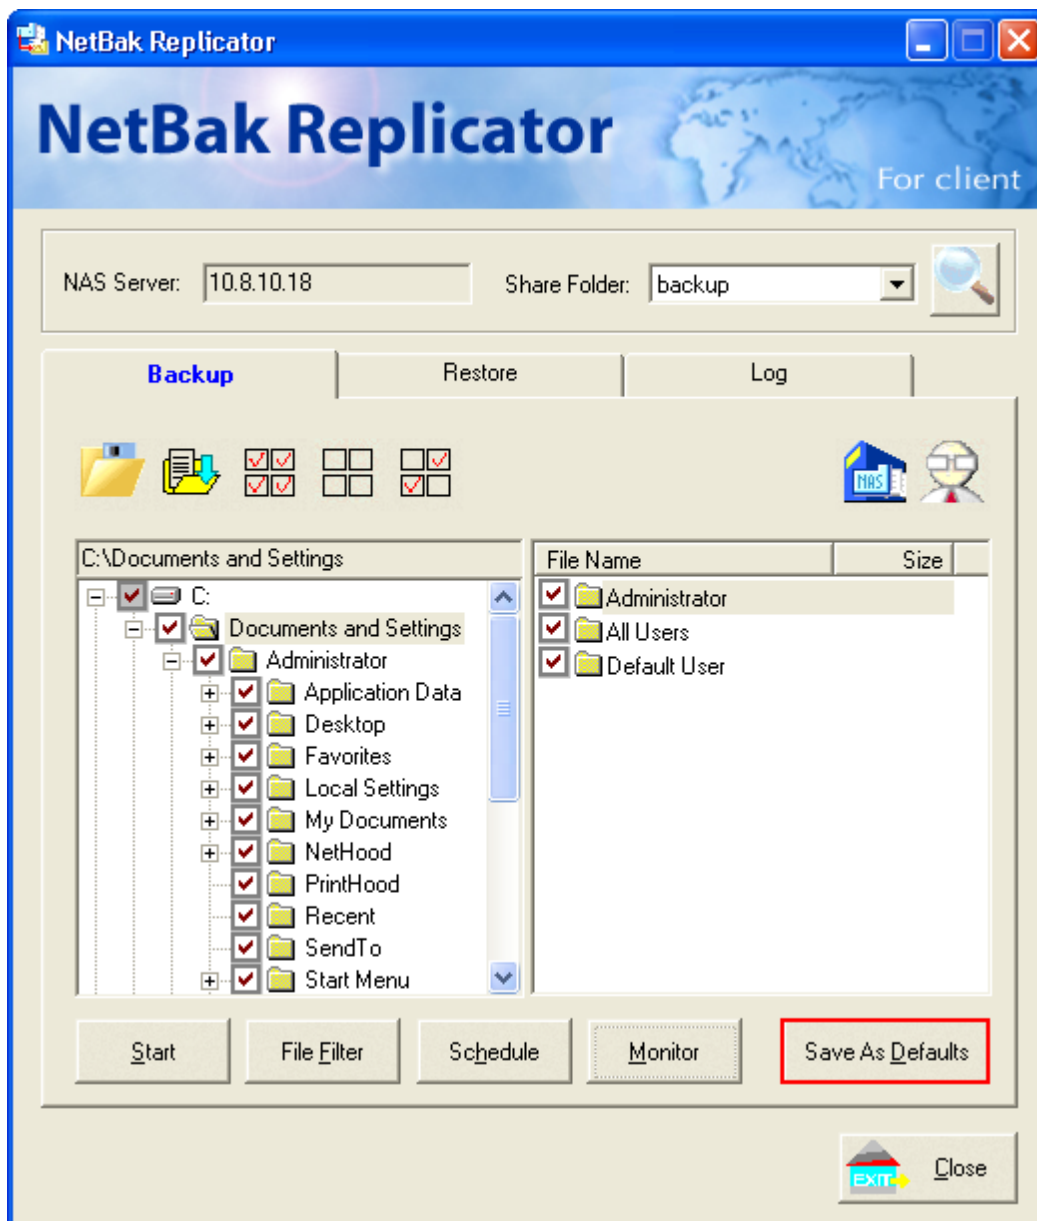 NetBak Replicator
NetBak Replicator
For client
NAS Server: 10.8.10.18 Share Folder: backup
Backup Restore Log
NAS
C:\Documents and Settings
File Name Size
C:
Documents and Settings
Administrator
Application Data
Desktop
Favorites
Local Settings
My Documents
NetHood
PrintHood
Recent
SendTo
Start Menu
Administrator
All Users
Default User
Start File Filter Schedule Monitor Save As Defaults
EXIT Close